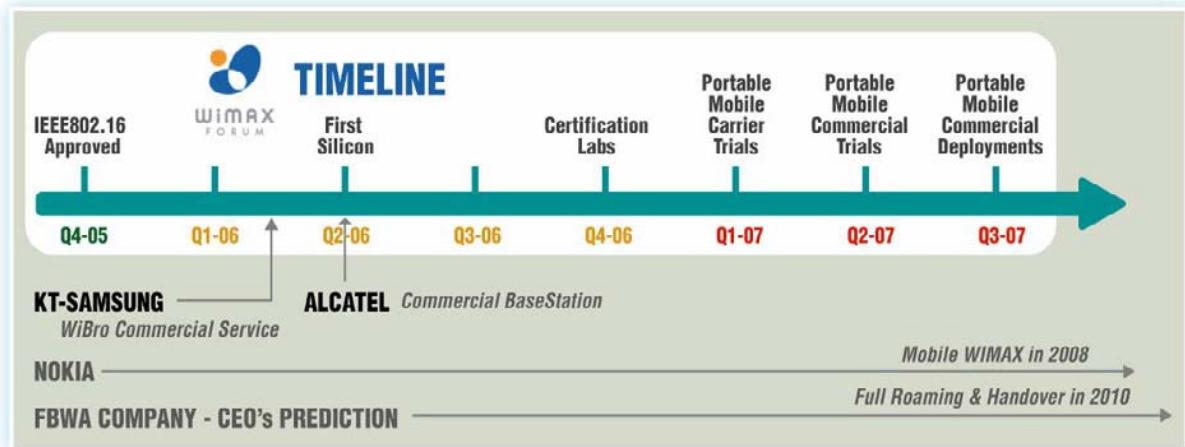 WiMAX
FORUM
TIMELINE
IEEE802.16
Approved
First
Silicon
Certification
Labs
Portable
Mobile
Carrier
Trials
Portable
Mobile
Commercial
Trials
Portable
Mobile
Commercial
Deployments
Q4-05 Q1-06 Q2-06 Q3-06 Q4-06 Q1-07 Q2-07 Q3-07
KT-SAMSUNG
WiBro Commercial Service
ALCATEL Commercial BaseStation
NOKIA Mobile WIMAX in 2008
FBWA COMPANY - CEO's PREDICTION Full Roaming & Handover in 2010